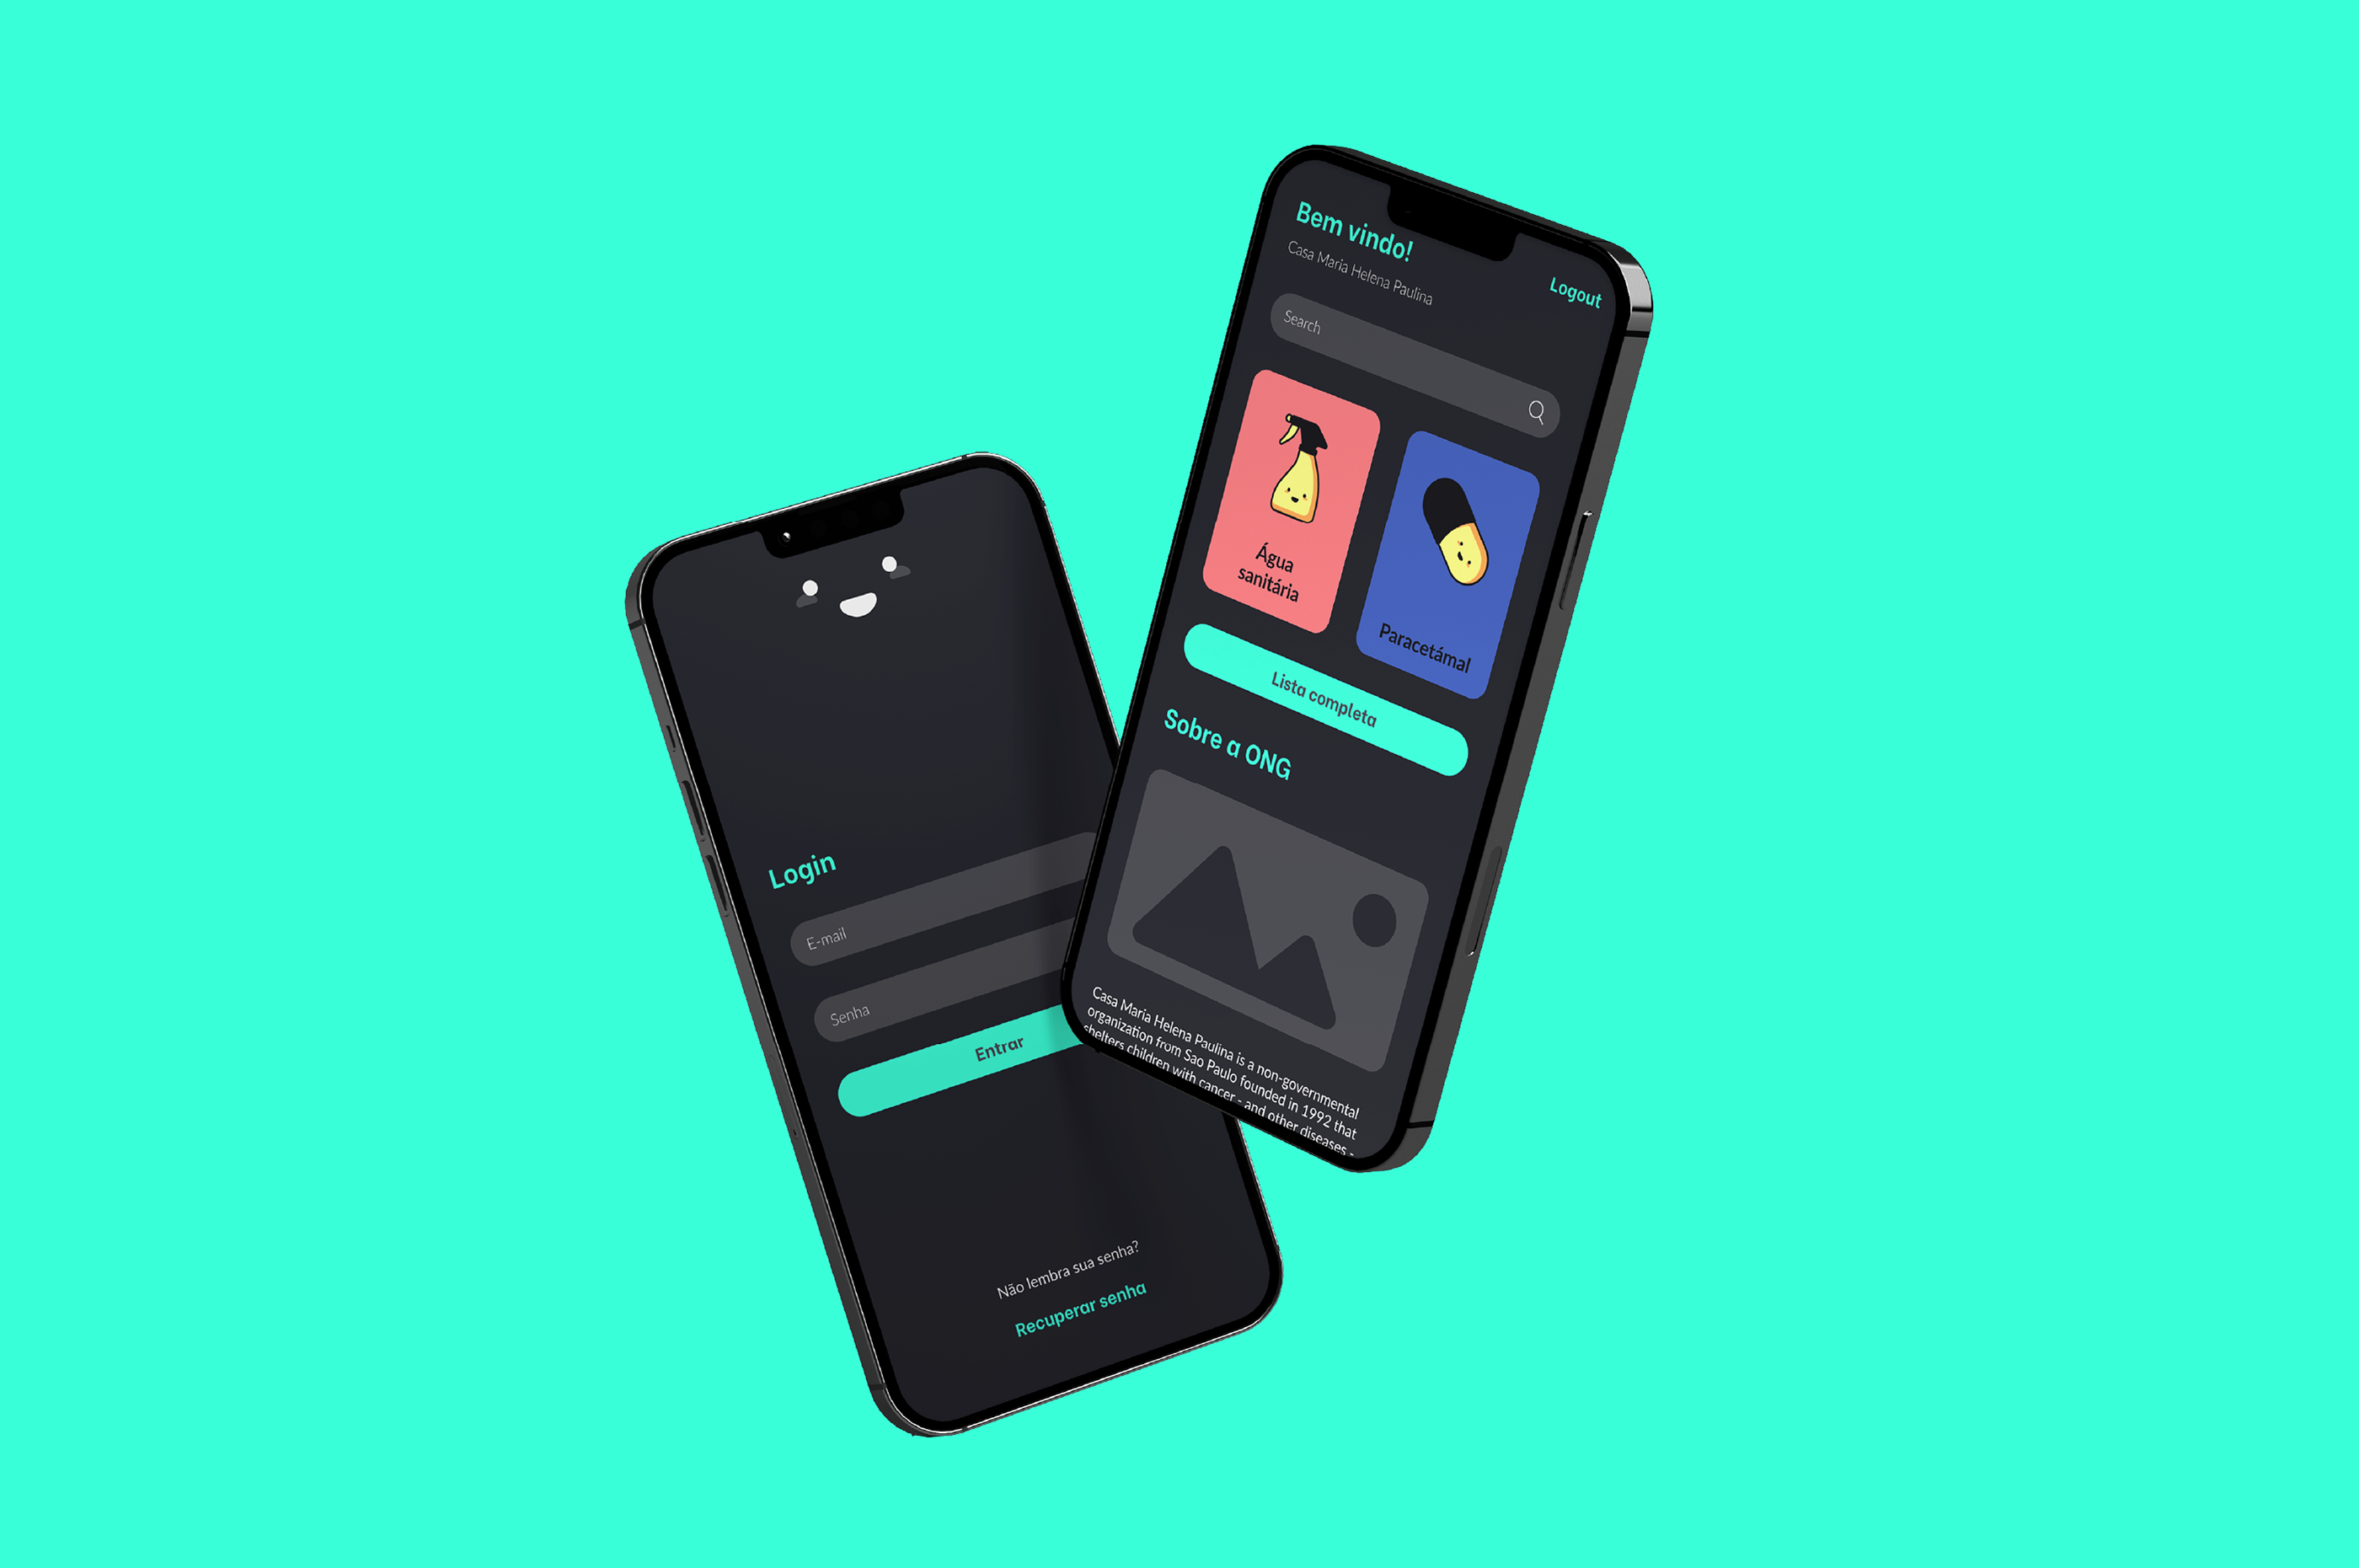 Login
E-mail
Senha
Entrar
Não lembra sua senha?
Recuperar senha
Bem vindo!
Casa Maria Helena Paulina
Logout
Search
Água
sanitária
Paracetámal
Lista completa
Sobre a ONG
Casa Maria Helena Paulina is a non-governmental
organization from Sao Paulo founded in 1992 that
shelters children with cancer - and other diseases -